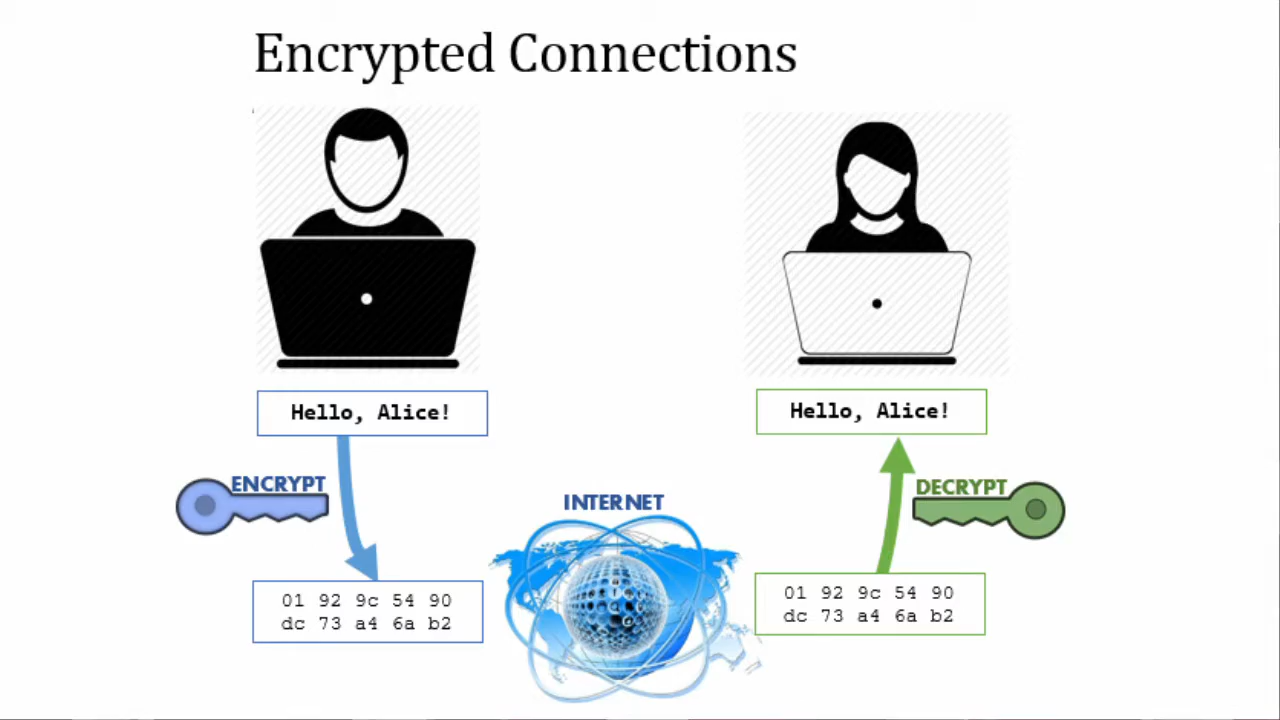 Encrypted Connections
Hello, Alice!
Hello, Alice!
ENCRYPT
DECRYPT
INTERNET
01 92 9c 54 90
dc 73 a4 6a b2
01 92 9c 54 90
dc 73 a4 6a b2